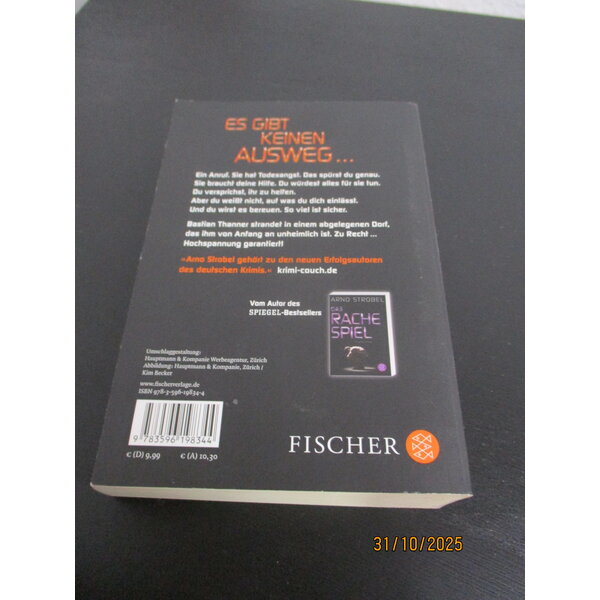 ES GIBT
KEINEN
AUSWEG ...
Ein Anruf. Sie hat Todesangst. Das spürst du genau.
Sie braucht deine Hilfe. Du würdest alles für sie tun.
Du versprichst, ihr zu helfen.
Aber du weißt nicht, auf was du dich einlässt.
Und du wirst es bereuen. So viel ist sicher.
Bastian Thanner strandet in einem abgelegenen Dorf,
das ihm von Anfang an unheimlich ist. Zu Recht ...
Hochspannung garantiert!
»Arno Strobel gehört zu den neuen Erfolgsautoren
des deutschen Krimis.« krimi-couch.de
Vom Autor des
SPIEGEL-Bestsellers
ARNO STROBEL
DAS
RACHE
SPIEL
Umschlaggestaltung:
Hauptmann & Kompanie Werbeagentur, Zürich
Abbildung: Hauptmann & Kompanie, Zürich /
Kim Becker
www.fischerverlage.de
ISBN 978-3-596-19834-4
9 783596 198344
€ (D) 9,99 € (A) 10,30
FISCHER
31/10/2025